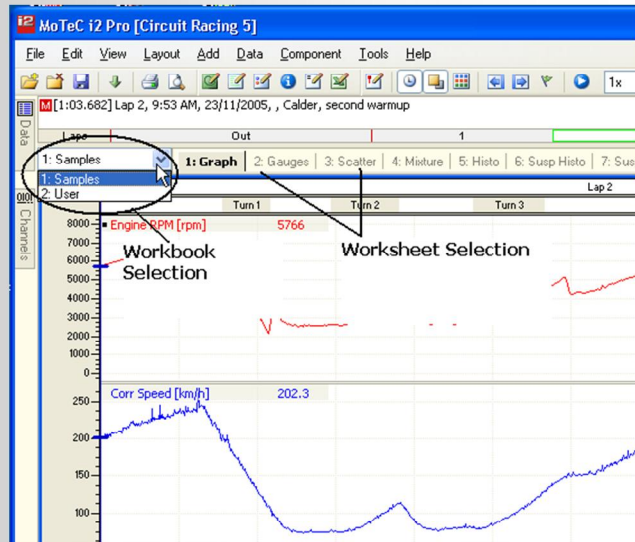 MoTeC i2 Pro [Circuit Racing 5]
File Edit View Layout Add Data Component Tools Help
1x
M [1:03.682] Lap 2, 9:53 AM, 23/11/2005, , Calder, second warmup
Data
Laps Out 1
1: Samples 1: Graph 2: Gauges 3: Scatter 4: Mixture 5: Histo 6: Susp Histo 7: Sus
1: Samples
2: User
Lap 2
Turn 1 Turn 2 Turn 3
Channels
Engine RPM [rpm] 5766
8000
7000
6000
5000
4000
3000
2000
1000
0
Workbook
Selection
Worksheet Selection
Corr Speed [km/h] 202.3
250
200
150
100